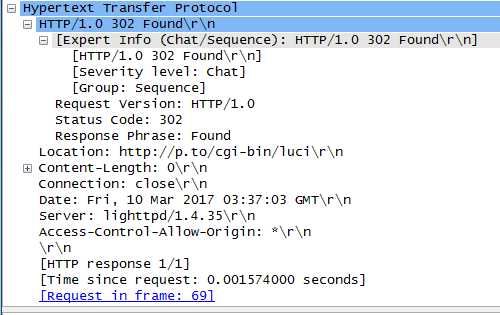 Hypertext Transfer Protocol
HTTP/1.0 302 Found\r\n
[Expert Info (Chat/Sequence): HTTP/1.0 302 Found\r\n]
[HTTP/1.0 302 Found\r\n]
[Severity level: Chat]
[Group: Sequence]
Request Version: HTTP/1.0
Status Code: 302
Response Phrase: Found
Location: http://p.to/cgi-bin/luci\r\n
Content-Length: 0\r\n
Connection: close\r\n
Date: Fri, 10 Mar 2017 03:37:03 GMT\r\n
Server: lighttpd/1.4.35\r\n
Access-Control-Allow-Origin: *\r\n
\r\n
[HTTP response 1/1]
[Time since request: 0.001574000 seconds]
[Request in frame: 69]